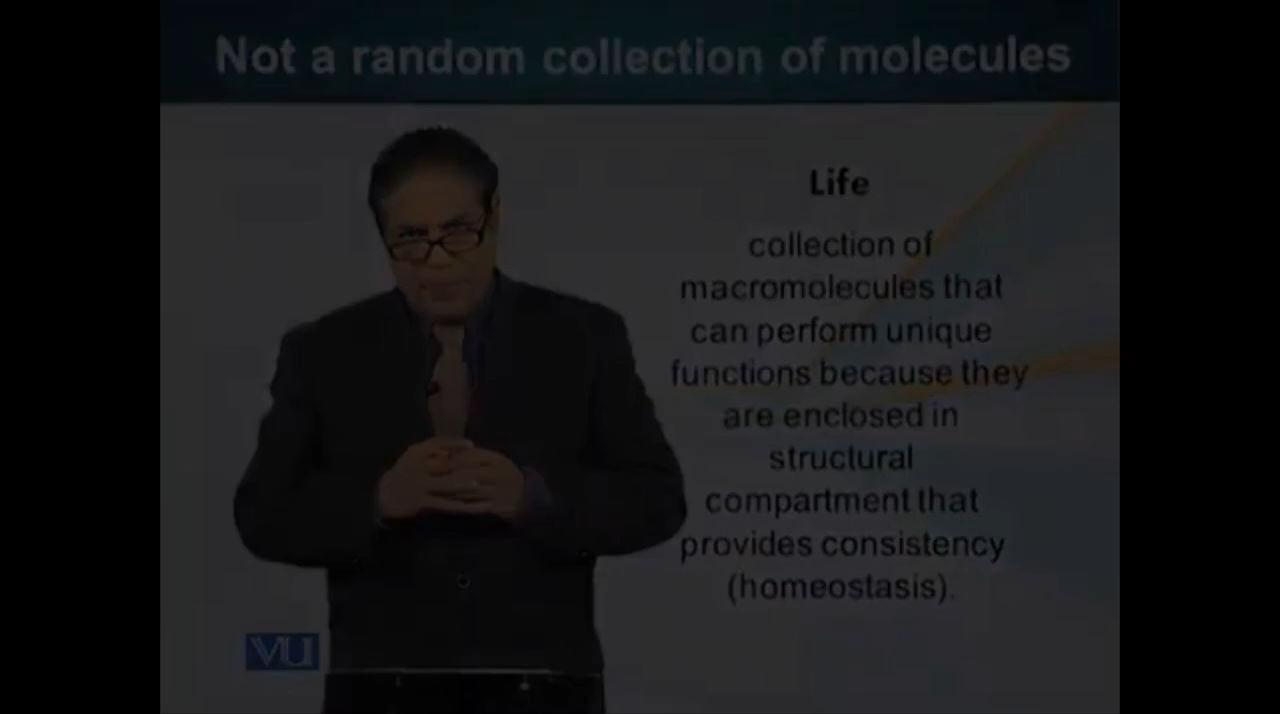 Not a random collection of molecules
Life
collection of
macromolecules that
can perform unique
functions because they
are enclosed in
structural
compartment that
provides consistency
(homeostasis).
VU